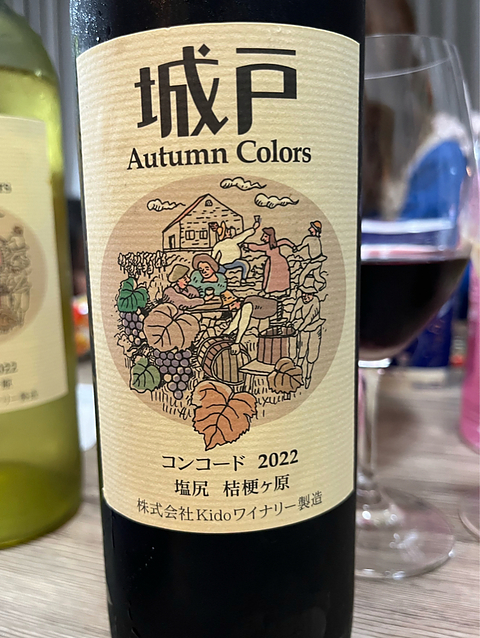 城戸
Autumn Colors
コンコード 2022
塩尻 桔梗ヶ原
株式会社Kidoワイナリー製造